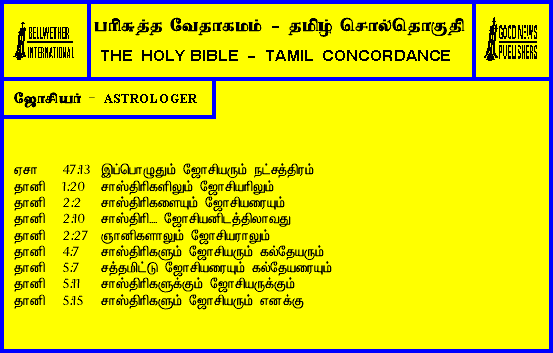 BELLWETHER
INTERNATIONAL
பரிசுத்த வேதாகமம் - தமிழ் சொல்தொகுதி
THE HOLY BIBLE - TAMIL CONCORDANCE
GOOD NEWS
PUBLISHERS
ஜோசியர் - ASTROLOGER
ஏசா 47:13 இப்பொழுதும் ஜோசியரும் நட்சத்திரம்
தானி 1:20 சாஸ்திரிகளிலும் ஜோசியரிலும்
தானி 2:2 சாஸ்திரிகளையும் ஜோசியரையும்
தானி 2:10 சாஸ்திரி.... ஜோசியனிடத்திலாவது
தானி 2:27 ஞானிகளாலும் ஜோசியராலும்
தானி 4:7 சாஸ்திரிகளும் ஜோசியரும் கல்தேயரும்
தானி 5:7 சத்தமிட்டு ஜோசியரையும் கல்தேயரையும்
தானி 5:11 சாஸ்திரிகளுக்கும் ஜோசியருக்கும்
தானி 5:15 சாஸ்திரிகளும் ஜோசியரும் எனக்கு